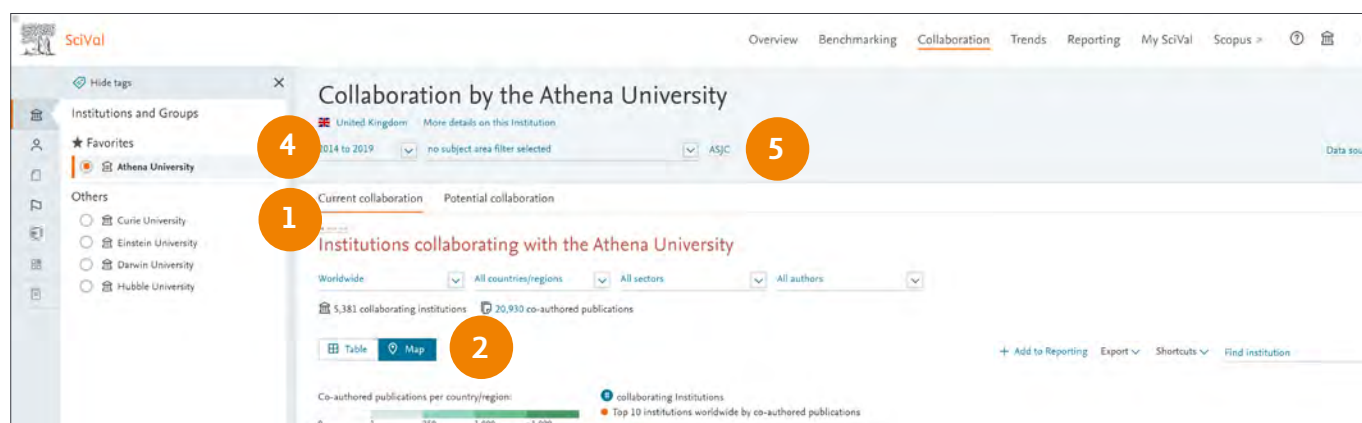 SciVal
Overview Benchmarking Collaboration Trends Reporting My SciVal Scopus
Hide tags
Institutions and Groups
Favorites
Athena University
Others
Curie University
Einstein University
Darwin University
Hubble University
Collaboration by the Athena University
United Kingdom More details on this Institution
4
2014 to 2019 no subject area filter selected ASJC
5
Data sou
1
Current collaboration Potential collaboration
Institutions collaborating with the Athena University
Worldwide All countries/regions All sectors All authors
5,381 collaborating institutions 20,930 co-authored publications
Table Map
2
+ Add to Reporting Export Shortcuts Find institution
Co-authored publications per country/region:
collaborating Institutions
Top 10 institutions worldwide by co-authored publications